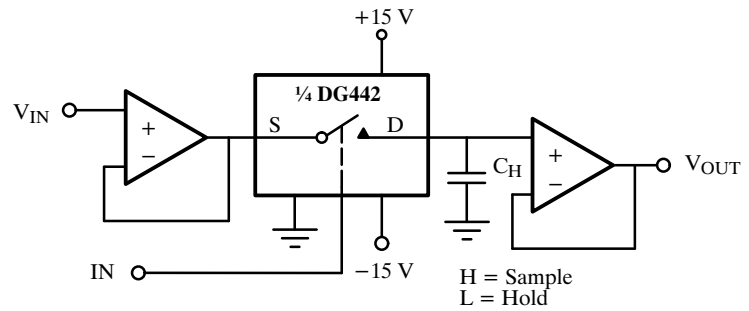 +15 V
¼ DG442
V_IN
S
D
+
−
+
−
C_H
V_OUT
IN
−15 V
H = Sample
L = Hold